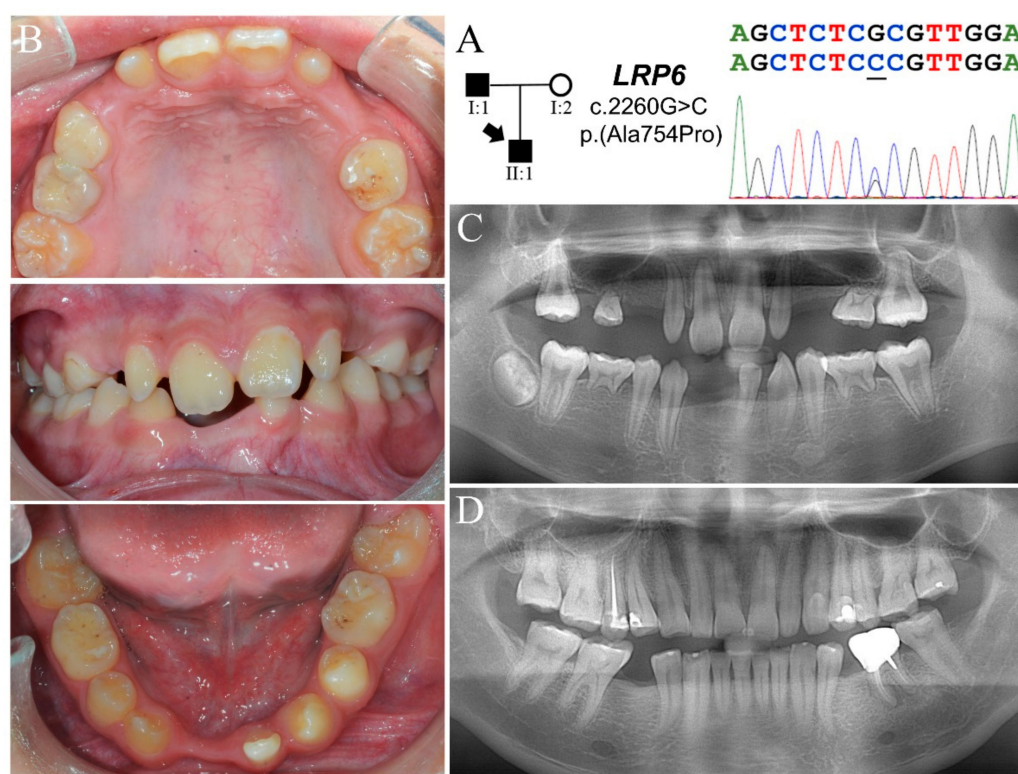 B
A
AGCTCTCGCGTTGGA
AGCTCTCCCGTTGGA
I:1
I:2
LRP6
c.2260G>C
p.(Ala754Pro)
II:1
C
D